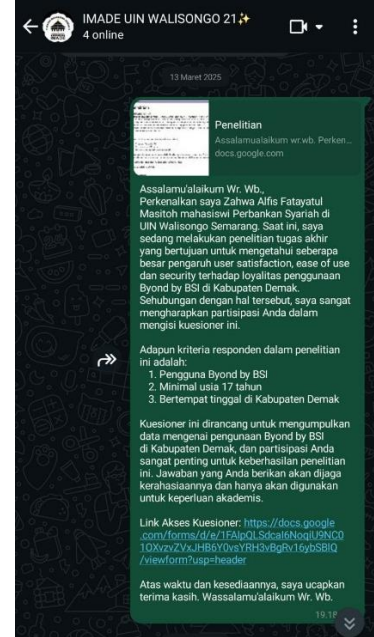 IMADE UIN WALISONGO 21✨
4 online
13 Maret 2025
Penelitian
Assalamualaikum wr.wb. Perken...
docs.google.com
Assalamu'alaikum Wr. Wb.,
Perkenalkan saya Zahwa Alfis Fatayatul
Masitoh mahasiswi Perbankan Syariah di
UIN Walisongo Semarang. Saat ini, saya
sedang melakukan penelitian tugas akhir
yang bertujuan untuk mengetahui seberapa
besar pengaruh user satisfaction, ease of use
dan security terhadap loyalitas penggunaan
Byond by BSI di Kabupaten Demak.
Sehubungan dengan hal tersebut, saya sangat
mengharapkan partisipasi Anda dalam
mengisi kuesioner ini.
Adapun kriteria responden dalam penelitian
ini adalah:
1. Pengguna Byond by BSI
2. Minimal usia 17 tahun
3. Bertempat tinggal di Kabupaten Demak
Kuesioner ini dirancang untuk mengumpulkan
data mengenai pengunaan Byond by BSI
di Kabupaten Demak, dan partisipasi Anda
sangat penting untuk keberhasilan penelitian
ini. Jawaban yang Anda berikan akan dijaga
kerahasiaannya dan hanya akan digunakan
untuk keperluan akademis.
Link Akses Kuesioner: https://docs.google
.com/forms/d/e/1FAIpQLSdcal6NoqiU9NC0
1OXvzvZVxJHB6Y0vsYRH3vBgRv16ybSBlQ
/viewform?usp=header
Atas waktu dan kesediaannya, saya ucapkan
terima kasih. Wassalamu'alaikum Wr. Wb.
19.18